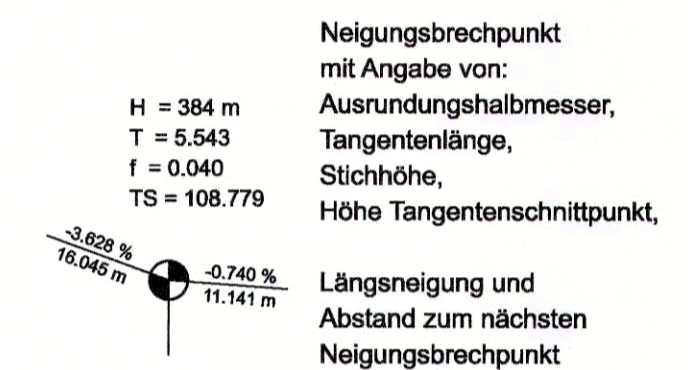 Neigungsbrechpunkt
mit Angabe von:
H = 384 m
Ausrundungshalbmesser,
T = 5.543
Tangentenlänge,
f = 0.040
Stichhöhe,
TS = 108.779
Höhe Tangentenschnittpunkt,
-3.628 %
16.045 m
-0.740 %
11.141 m
Längsneigung und
Abstand zum nächsten
Neigungsbrechpunkt